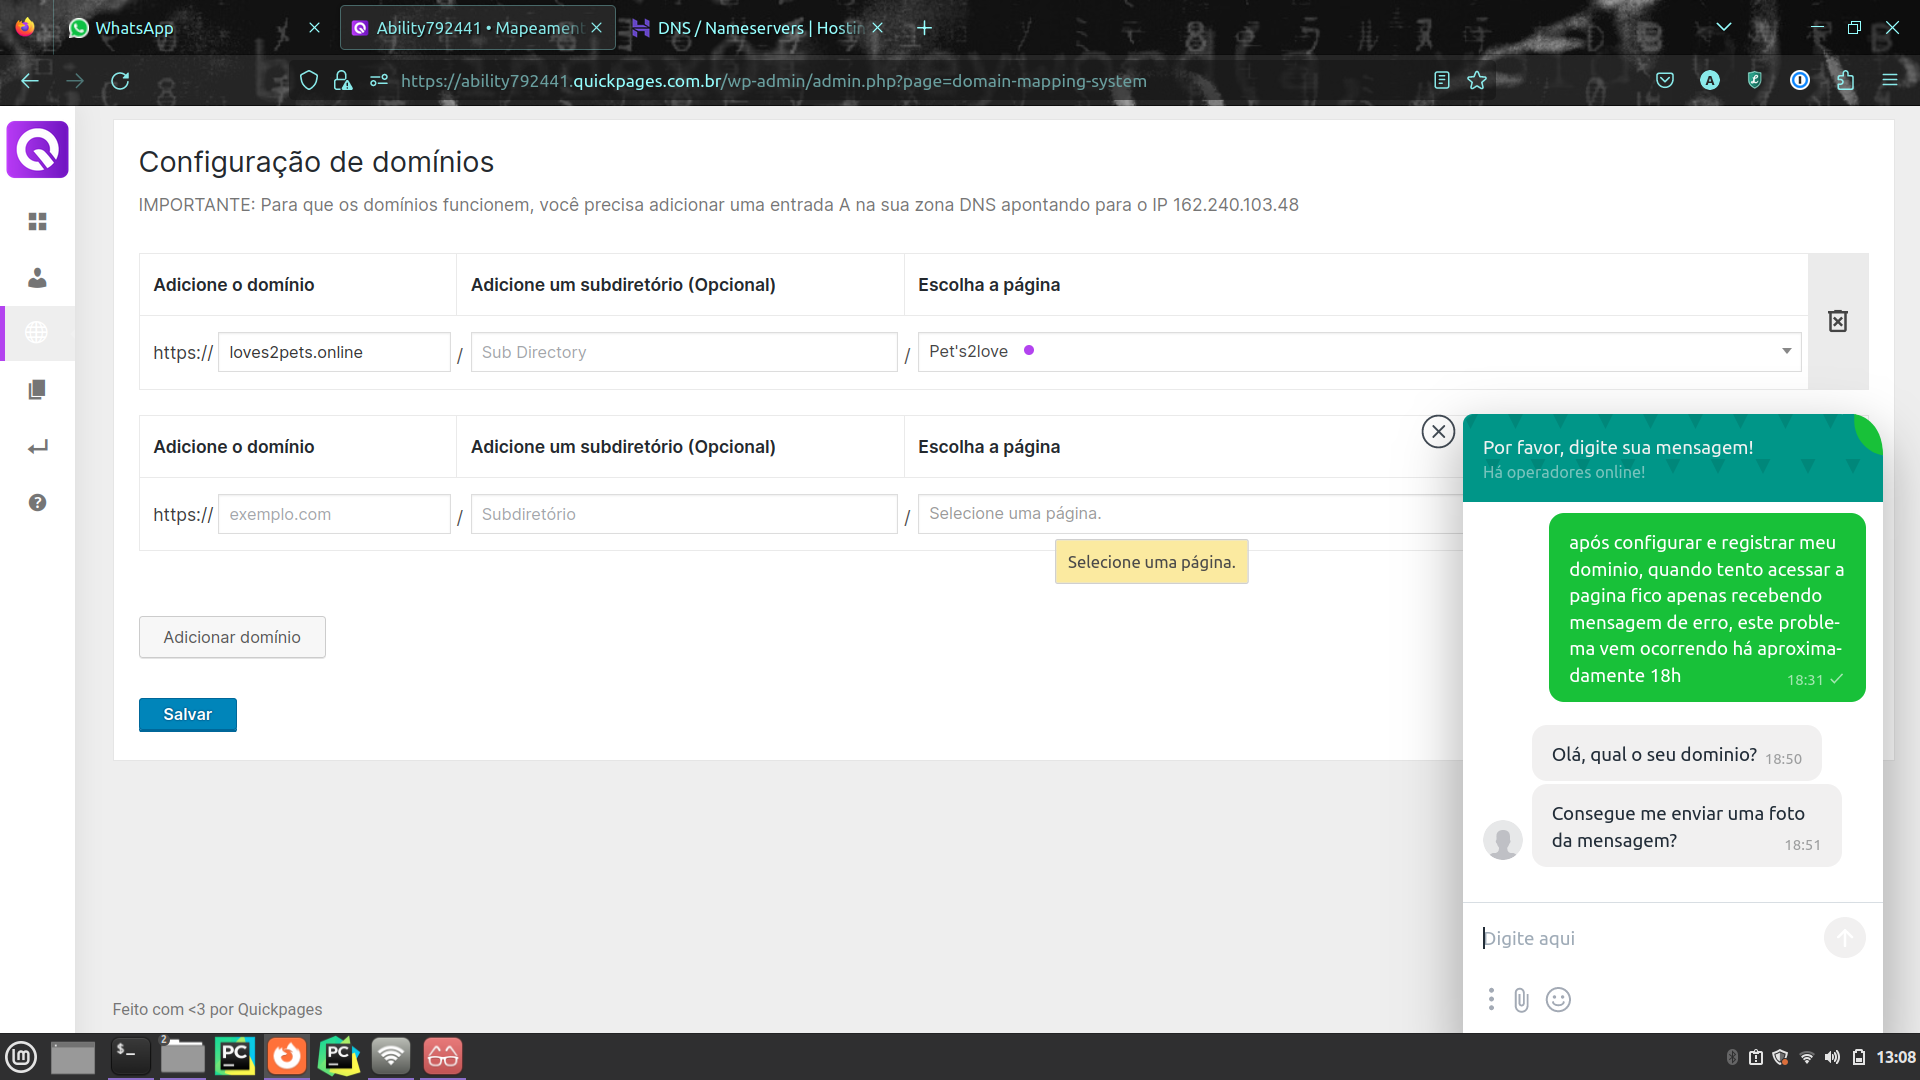 WhatsApp
Ability792441 • Mapeament
DNS / Nameservers | Hostin
https://ability792441.quickpages.com.br/wp-admin/admin.php?page=domain-mapping-system
Configuração de domínios
IMPORTANTE: Para que os domínios funcionem, você precisa adicionar uma entrada A na sua zona DNS apontando para o IP 162.240.103.48
Adicione o domínio
Adicione um subdiretório (Opcional)
Escolha a página
https://
loves2pets.online
/
Sub Directory
/
Pet's2love
Adicione o domínio
Adicione um subdiretório (Opcional)
Escolha a página
https://
exemplo.com
/
Subdiretório
/
Selecione uma página.
Selecione uma página.
Adicionar domínio
Salvar
Feito com <3 por Quickpages
Por favor, digite sua mensagem!
Há operadores online!
após configurar e registrar meu
dominio, quando tento acessar a
pagina fico apenas recebendo
mensagem de erro, este proble-
ma vem ocorrendo há aproxima-
damente 18h
18:31
Olá, qual o seu dominio?
18:50
Consegue me enviar uma foto
da mensagem?
18:51
Digite aqui
2
$_
PC
PC
13:08